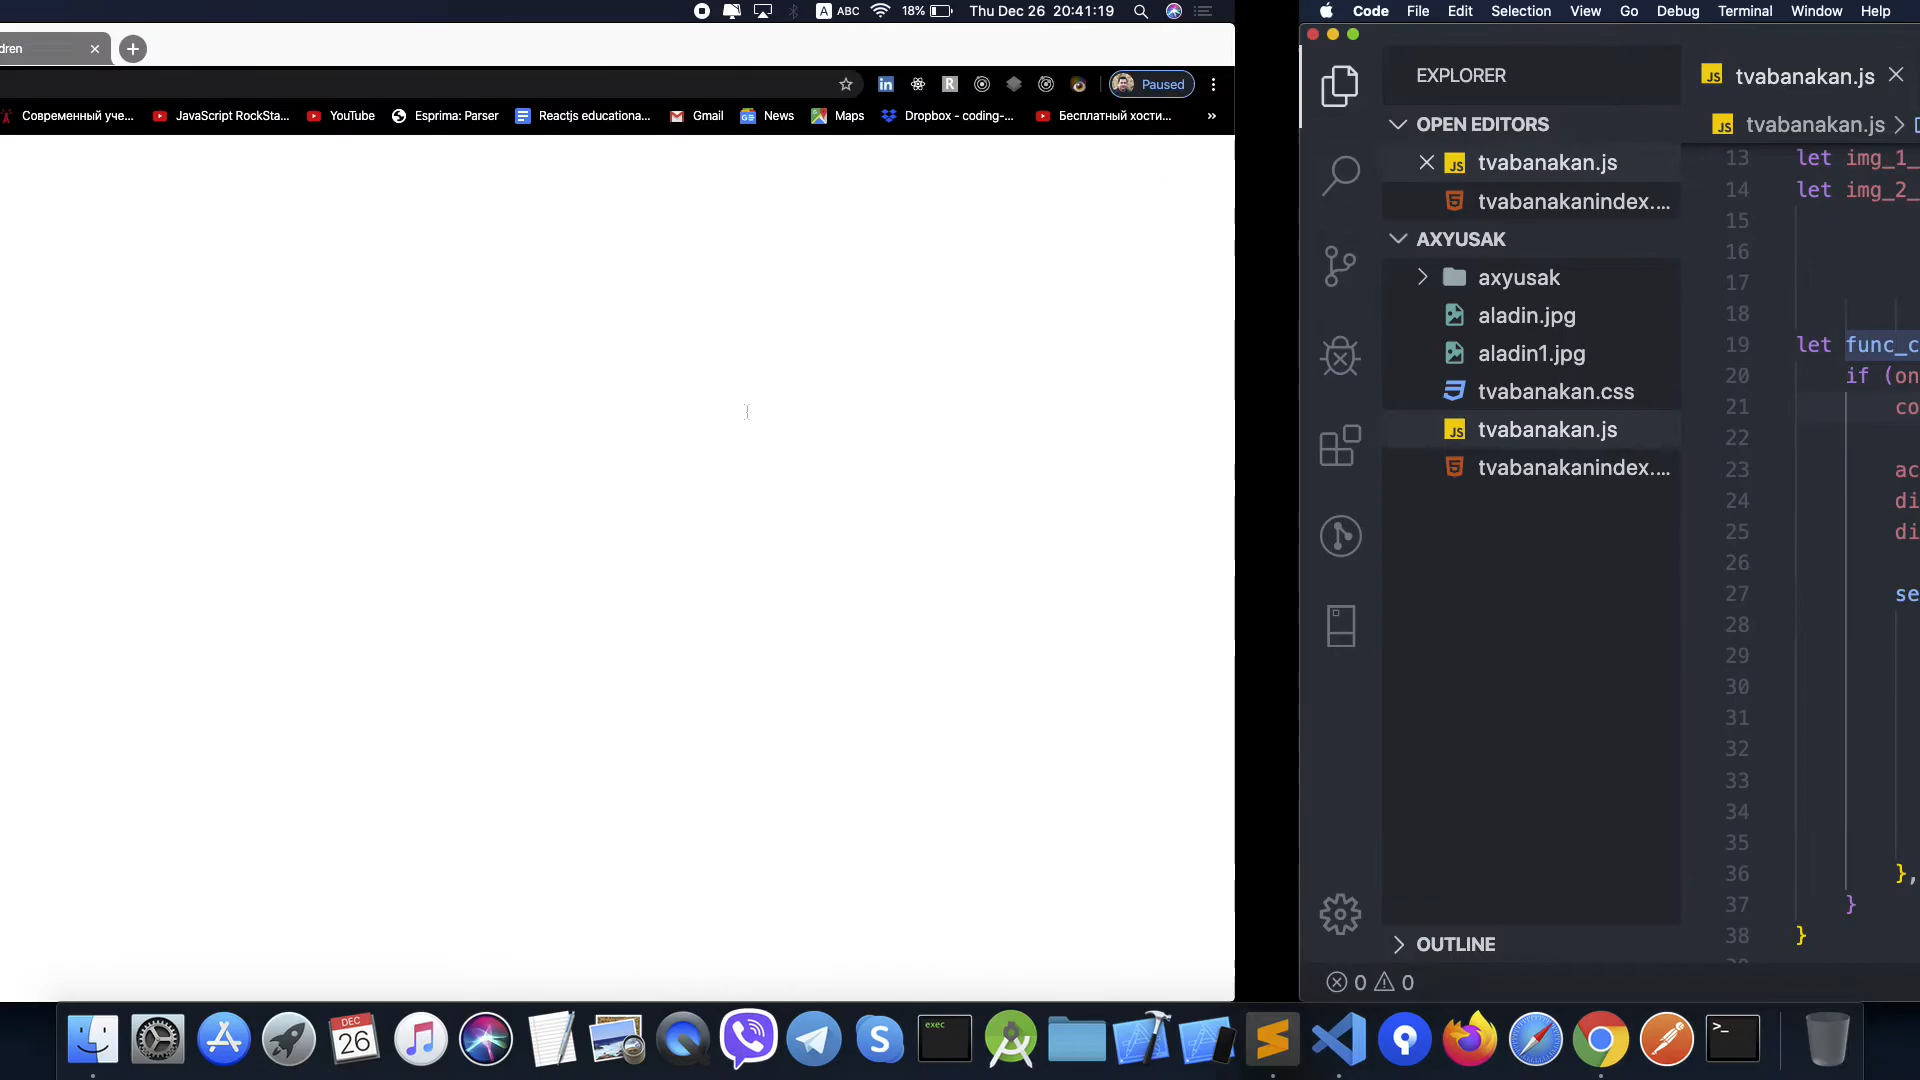 ABC 18% Thu Dec 26 20:41:19
dren
Paused
Современный уче... JavaScript RockSta... YouTube Esprima: Parser Reactjs educationa... Gmail News Maps Dropbox - coding-... Бесплатный хости... »
Code File Edit Selection View Go Debug Terminal Window Help
EXPLORER
OPEN EDITORS
JS tvabanakan.js
tvabanakanindex....
AXYUSAK
axyusak
aladin.jpg
aladin1.jpg
tvabanakan.css
JS tvabanakan.js
tvabanakanindex....
OUTLINE
0 0
JS tvabanakan.js
JS tvabanakan.js >
13 let img_1_
14 let img_2_
15
16
17
18
19 let func_c
20 if (on
21 co
22
23 ac
24 di
25 di
26
27 se
28
29
30
31
32
33
34
35
36 },
37 }
38 }
DEC
26
exec
>_